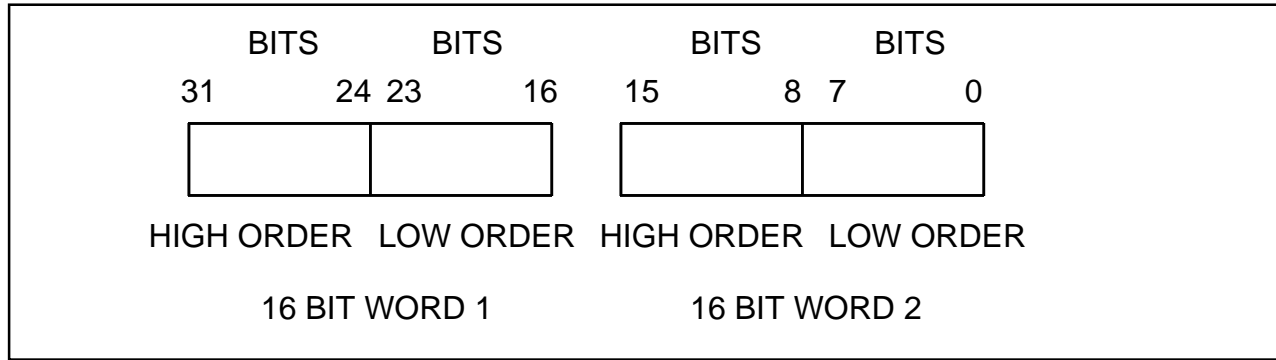 BITS BITS BITS BITS
31 24 23 16 15 8 7 0
HIGH ORDER LOW ORDER HIGH ORDER LOW ORDER
16 BIT WORD 1 16 BIT WORD 2